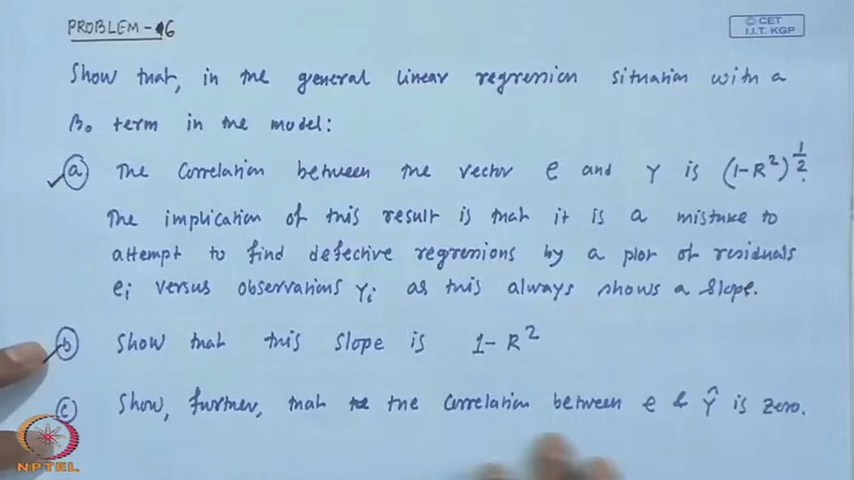 PROBLEM-16
© CET
I.I.T. KGP
Show that, in the general linear regression situation with a
β₀ term in the model:
(a) The correlation between the vector e and Y is (1-R²)^½.
The implication of this result is that it is a mistake to
attempt to find defective regressions by a plot of residuals
eᵢ versus observations Yᵢ as this always shows a slope.
(b) Show that this slope is 1-R²
(c) Show, further, that the correlation between e & Ŷ is zero.
NPTEL